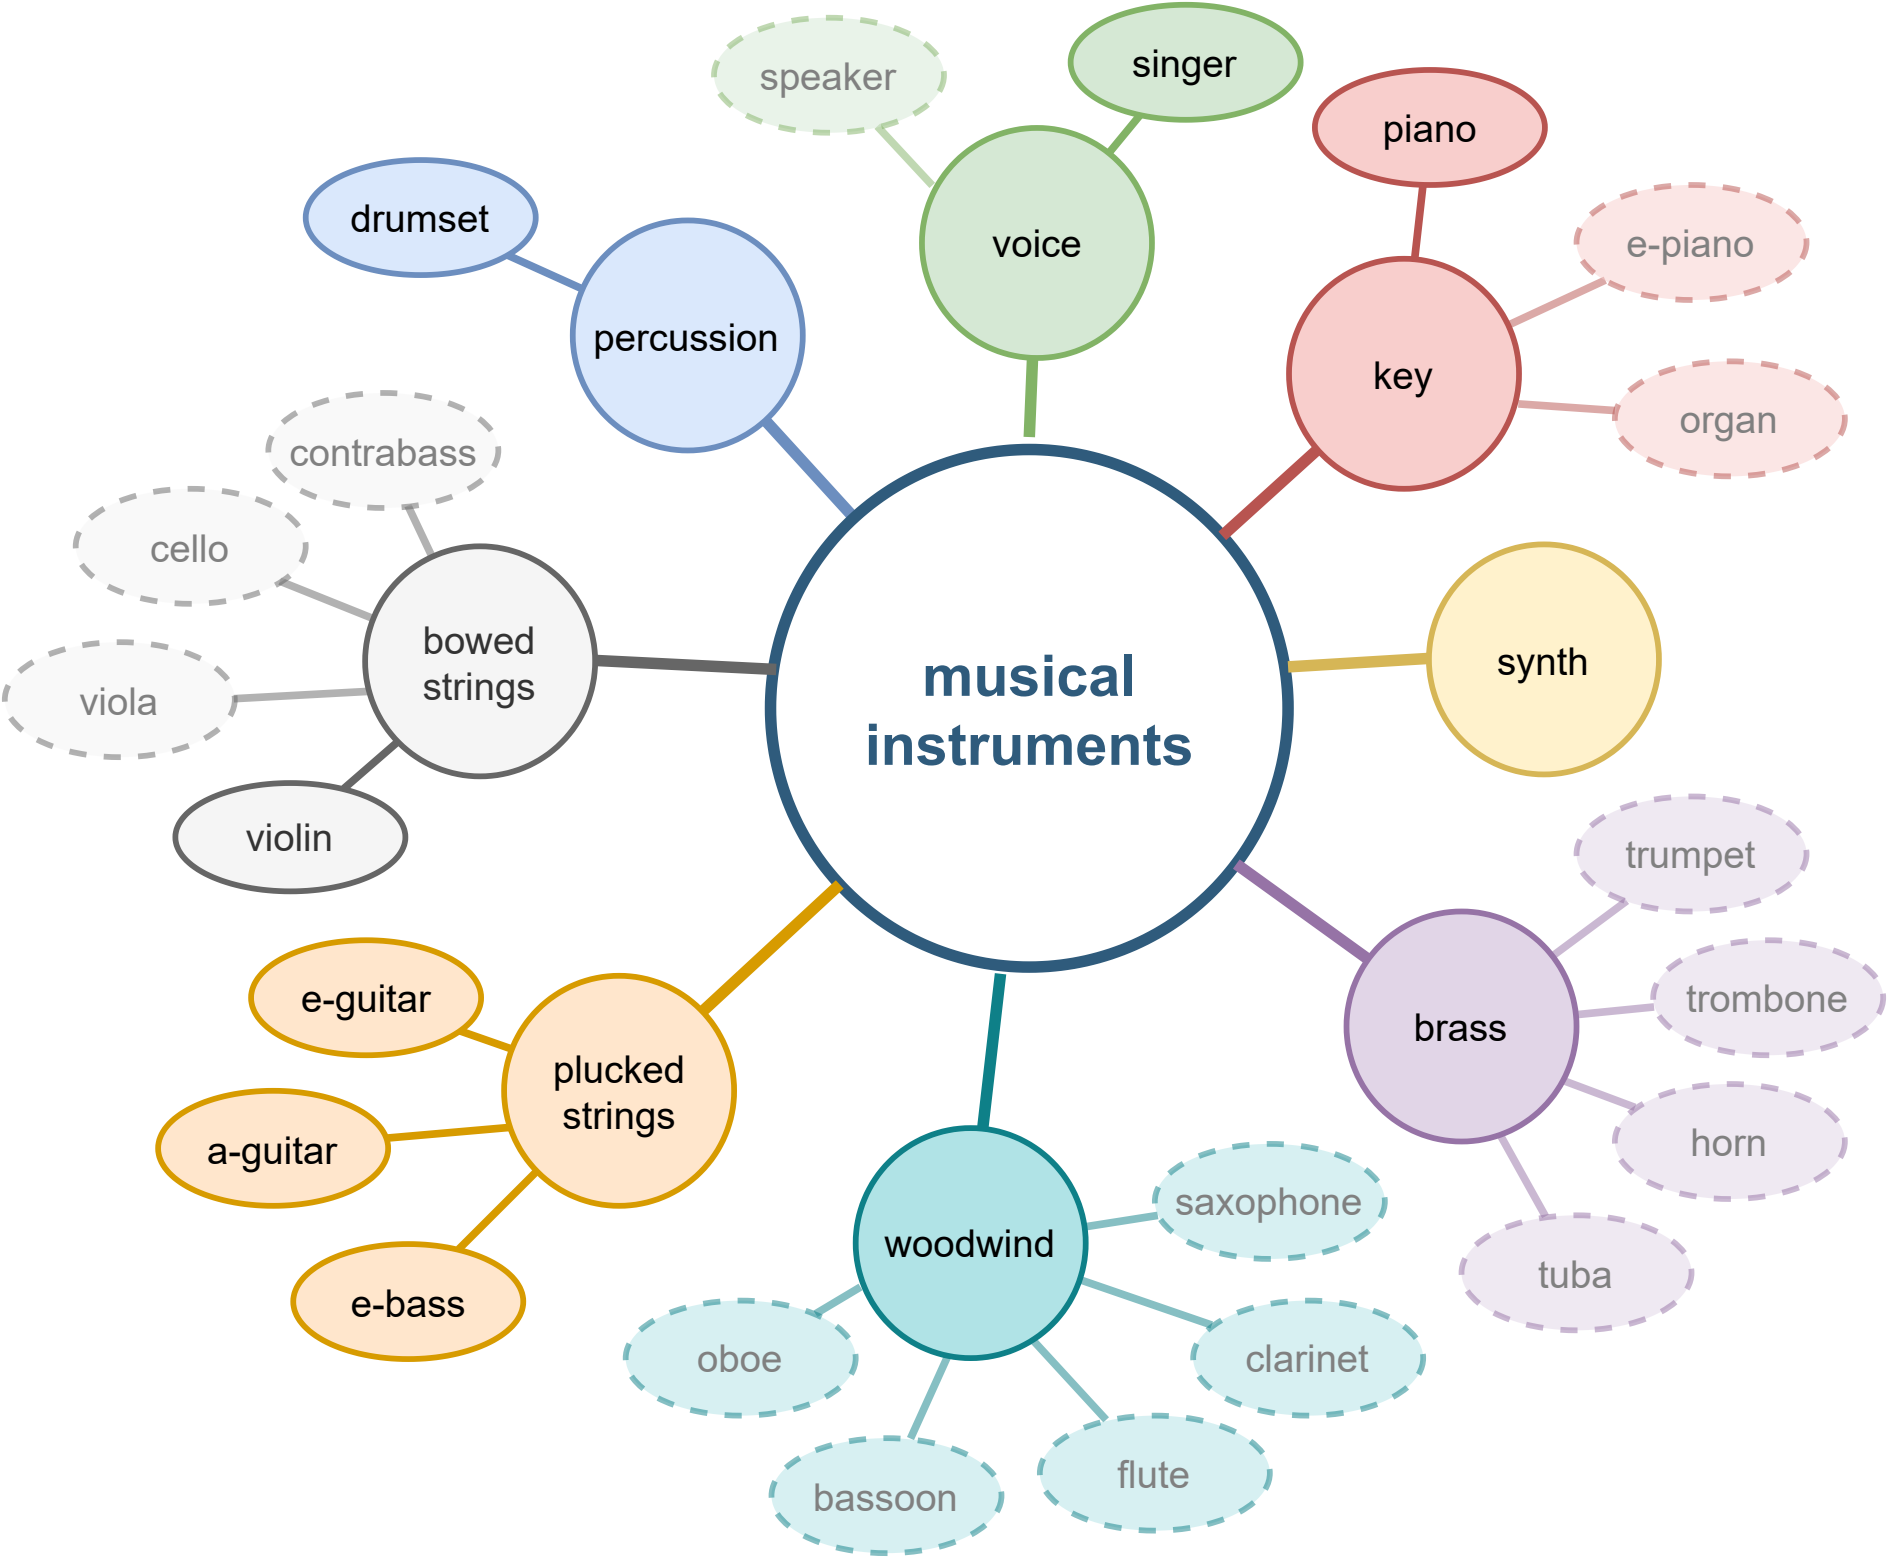 speaker
singer
voice
piano
e-piano
key
organ
drumset
percussion
contrabass
cello
viola
bowed
strings
violin
musical
instruments
synth
trumpet
trombone
brass
horn
tuba
e-guitar
a-guitar
plucked
strings
e-bass
woodwind
saxophone
clarinet
flute
bassoon
oboe